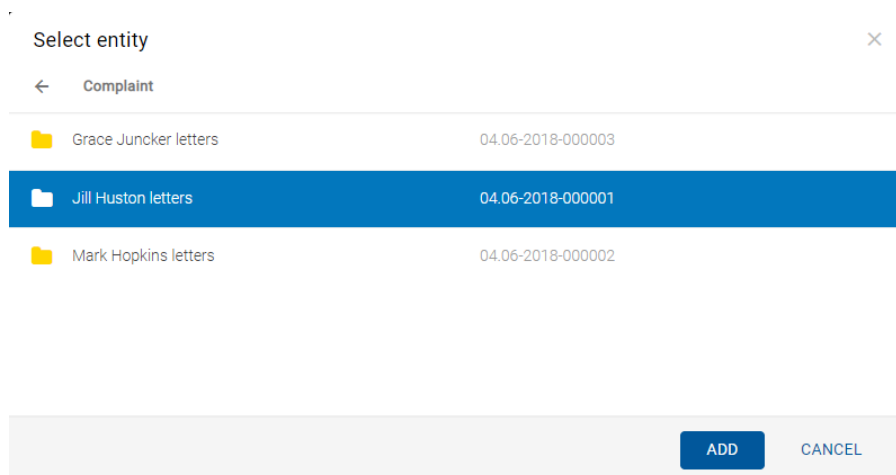 Select entity
Complaint
Grace Juncker letters 04.06-2018-000003
Jill Huston letters 04.06-2018-000001
Mark Hopkins letters 04.06-2018-000002
ADD CANCEL